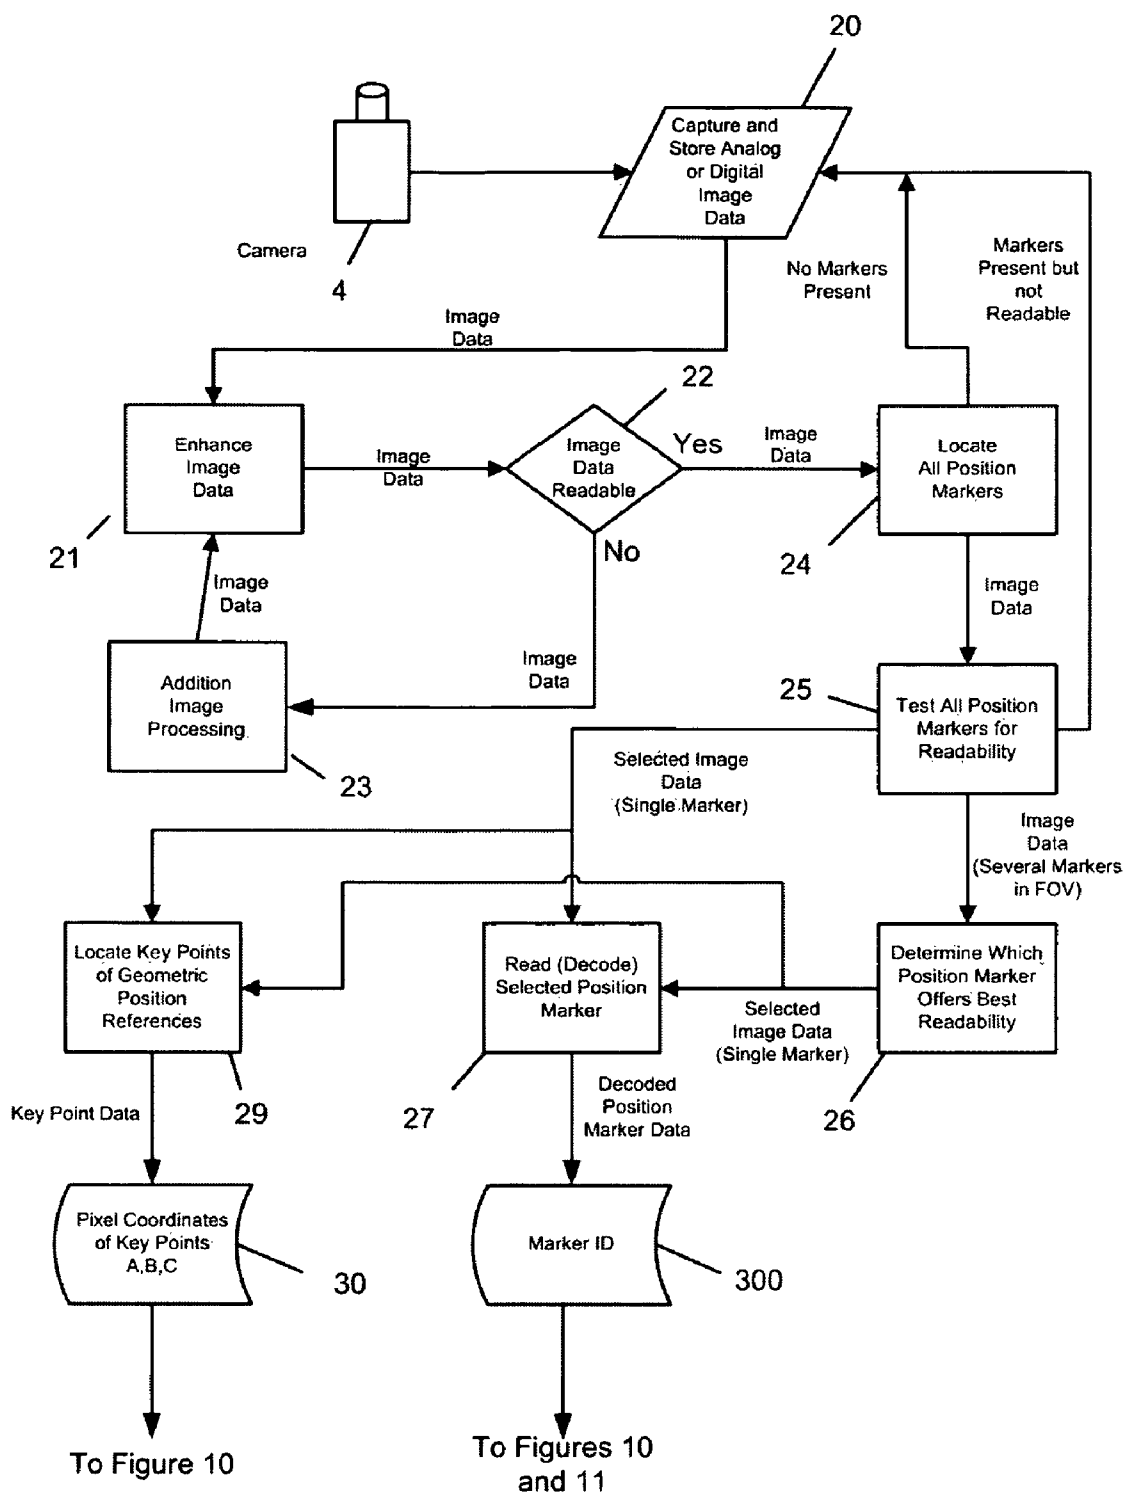 20
Capture and
Store Analog
or Digital
Image
Data
Camera
4
No Markers
Present
Markers
Present but
not
Readable
Image
Data
22
Enhance
Image
Data
21
Image
Data
Image
Data
Readable
Yes
No
Image
Data
Locate
All Position
Markers
24
Image
Data
Image
Data
Addition
Image
Processing
23
Image
Data
25
Test All Position
Markers for
Readability
Selected Image
Data
(Single Marker)
Image
Data
(Several Markers
in FOV)
Locate Key Points
of Geometric
Position
References
29
Read (Decode)
Selected Position
Marker
27
Selected
Image Data
(Single Marker)
Determine Which
Position Marker
Offers Best
Readability
26
Key Point Data
Decoded
Position
Marker Data
Pixel Coordinates
of Key Points
A,B,C
30
Marker ID
300
To Figure 10
To Figures 10
and 11